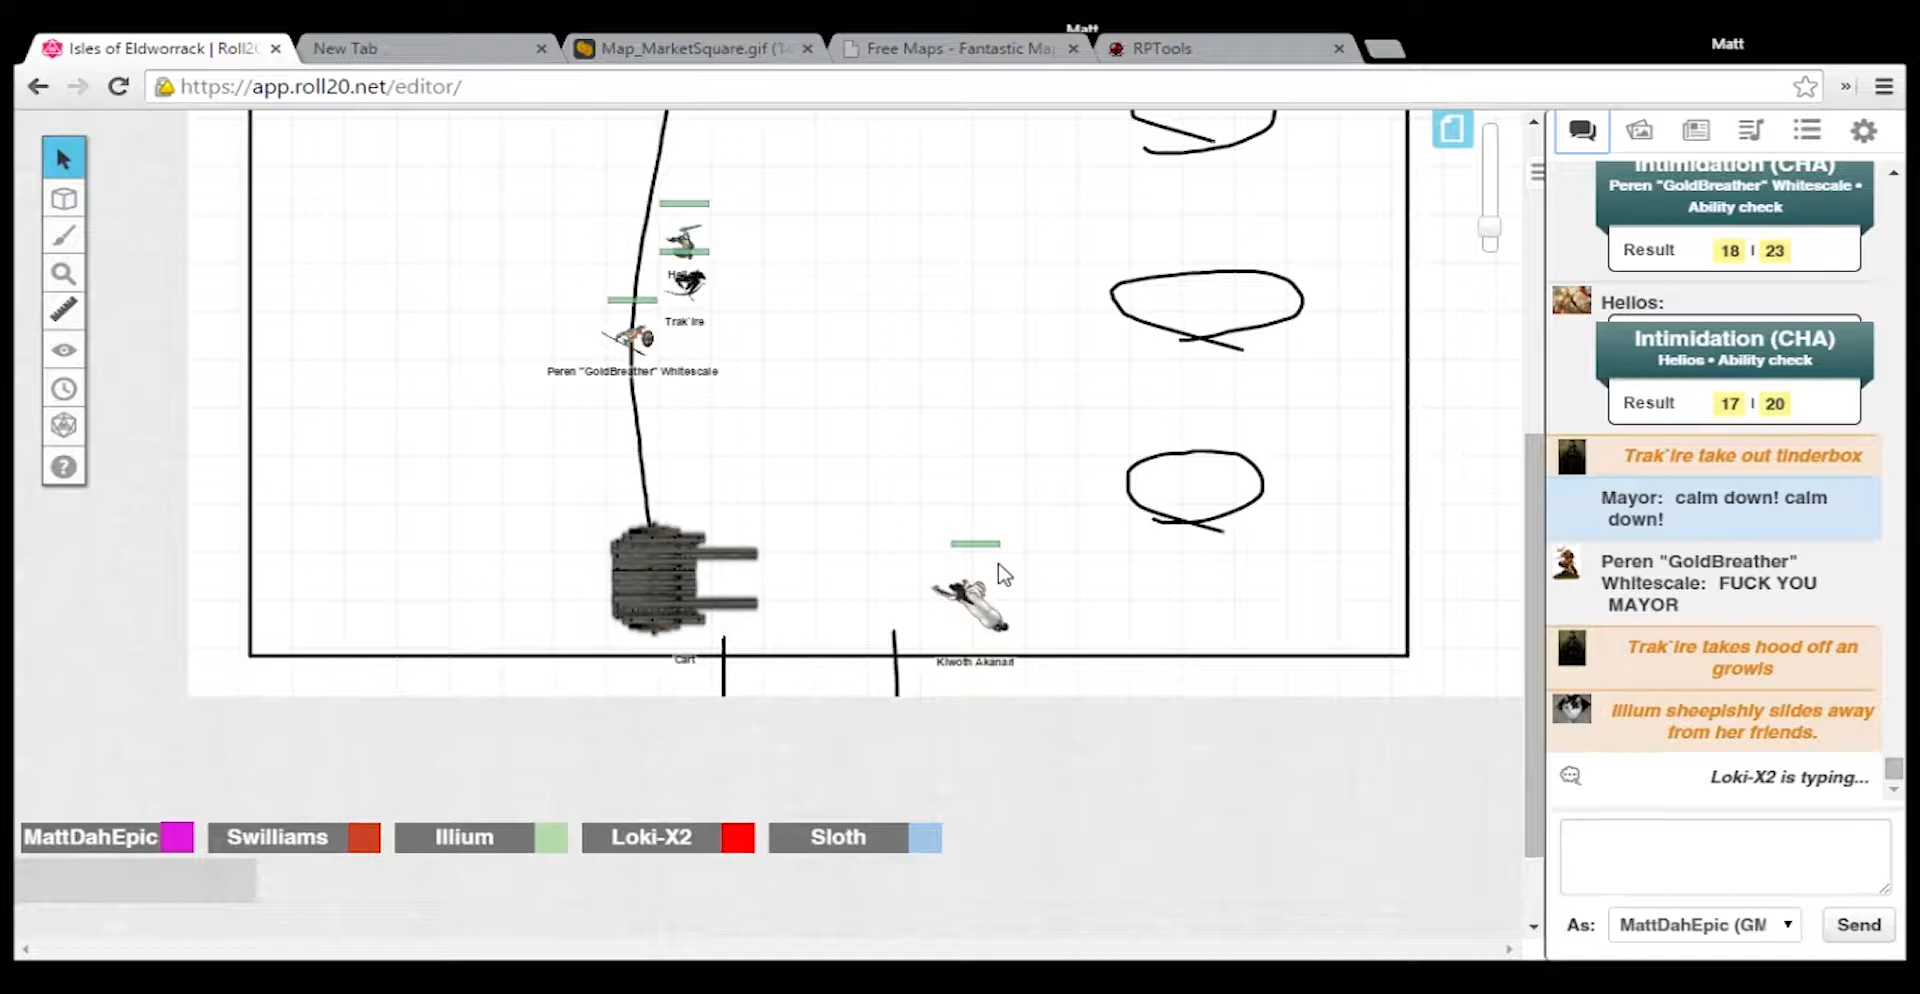 Matt
Matt
Isles of Eldworrack | Roll20
New Tab
Map_MarketSquare.gif
Free Maps - Fantastic Ma
RPTools
https://app.roll20.net/editor/
»
Intimidation (CHA)
Peren "GoldBreather" Whitescale •
Ability check
Result 18 | 23
Helios:
Intimidation (CHA)
Helios • Ability check
Result 17 | 20
Trak`ire take out tinderbox
Mayor: calm down! calm
down!
Peren "GoldBreather"
Whitescale: FUCK YOU
MAYOR
Trak`ire takes hood off an
growls
Illium sheepishly slides away
from her friends.
Loki-X2 is typing...
As: MattDahEpic (GM
Send
Trak`ire
Peren "GoldBreather" Whitescale
Cart
Kiwoth Akanari
MattDahEpic
Swilliams
Illium
Loki-X2
Sloth